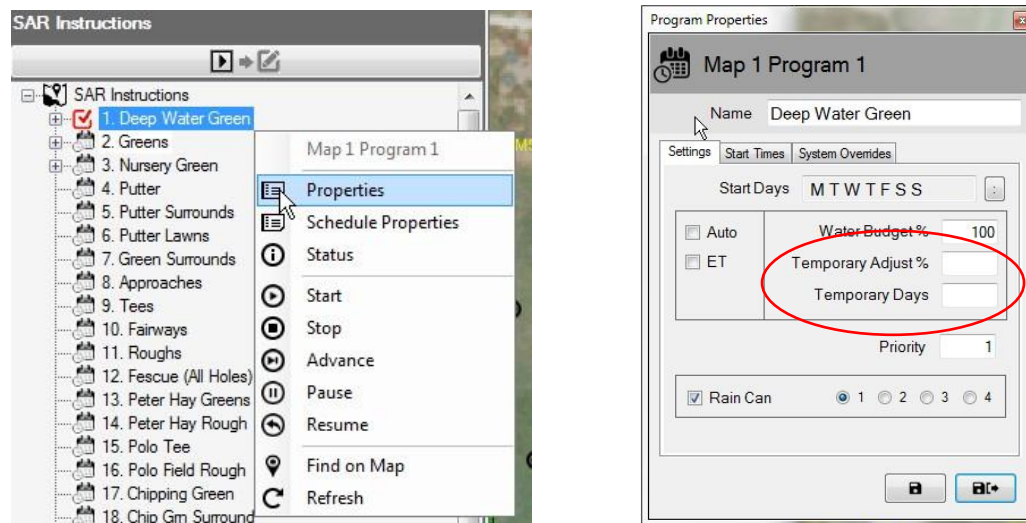 SAR Instructions
SAR Instructions
1. Deep Water Green
2. Greens
3. Nursery Green
4. Putter
5. Putter Surrounds
6. Putter Lawns
7. Green Surrounds
8. Approaches
9. Tees
10. Fairways
11. Roughs
12. Fescue (All Holes)
13. Peter Hay Greens
14. Peter Hay Rough
15. Polo Tee
16. Polo Field Rough
17. Chipping Green
18. Chip Grn Surround
Map 1 Program 1
Properties
Schedule Properties
Status
Start
Stop
Advance
Pause
Resume
Find on Map
Refresh
Program Properties
Map 1 Program 1
Name Deep Water Green
Settings Start Times System Overrides
Start Days M T W T F S S :
Auto Water Budget % 100
ET Temporary Adjust %
Temporary Days
Priority 1
Rain Can 1 2 3 4